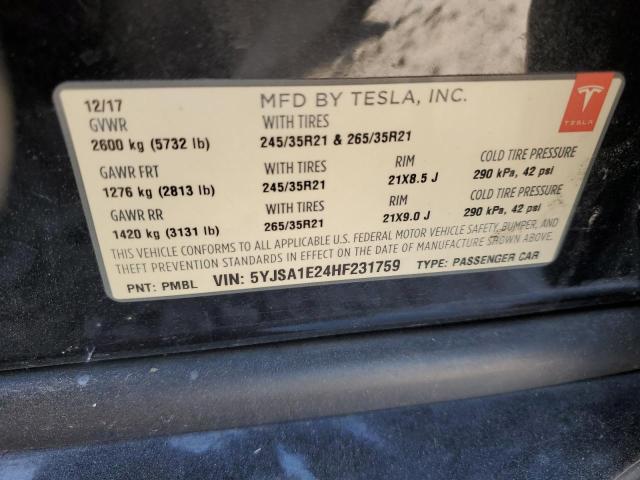 12/17 MFD BY TESLA, INC.
GVWR WITH TIRES
2600 kg (5732 lb) 245/35R21 & 265/35R21
GAWR FRT WITH TIRES RIM COLD TIRE PRESSURE
1276 kg (2813 lb) 245/35R21 21X8.5 J 290 kPa, 42 psi
GAWR RR WITH TIRES RIM COLD TIRE PRESSURE
1420 kg (3131 lb) 265/35R21 21X9.0 J 290 kPa, 42 psi
THIS VEHICLE CONFORMS TO ALL APPLICABLE U.S. FEDERAL MOTOR VEHICLE SAFETY, BUMPER,
AND THEFT PREVENTION STANDARDS IN EFFECT ON THE DATE OF MANUFACTURE SHOWN ABOVE.
PNT: PMBL VIN: 5YJSA1E24HF231759 TYPE: PASSENGER CAR
TESLA